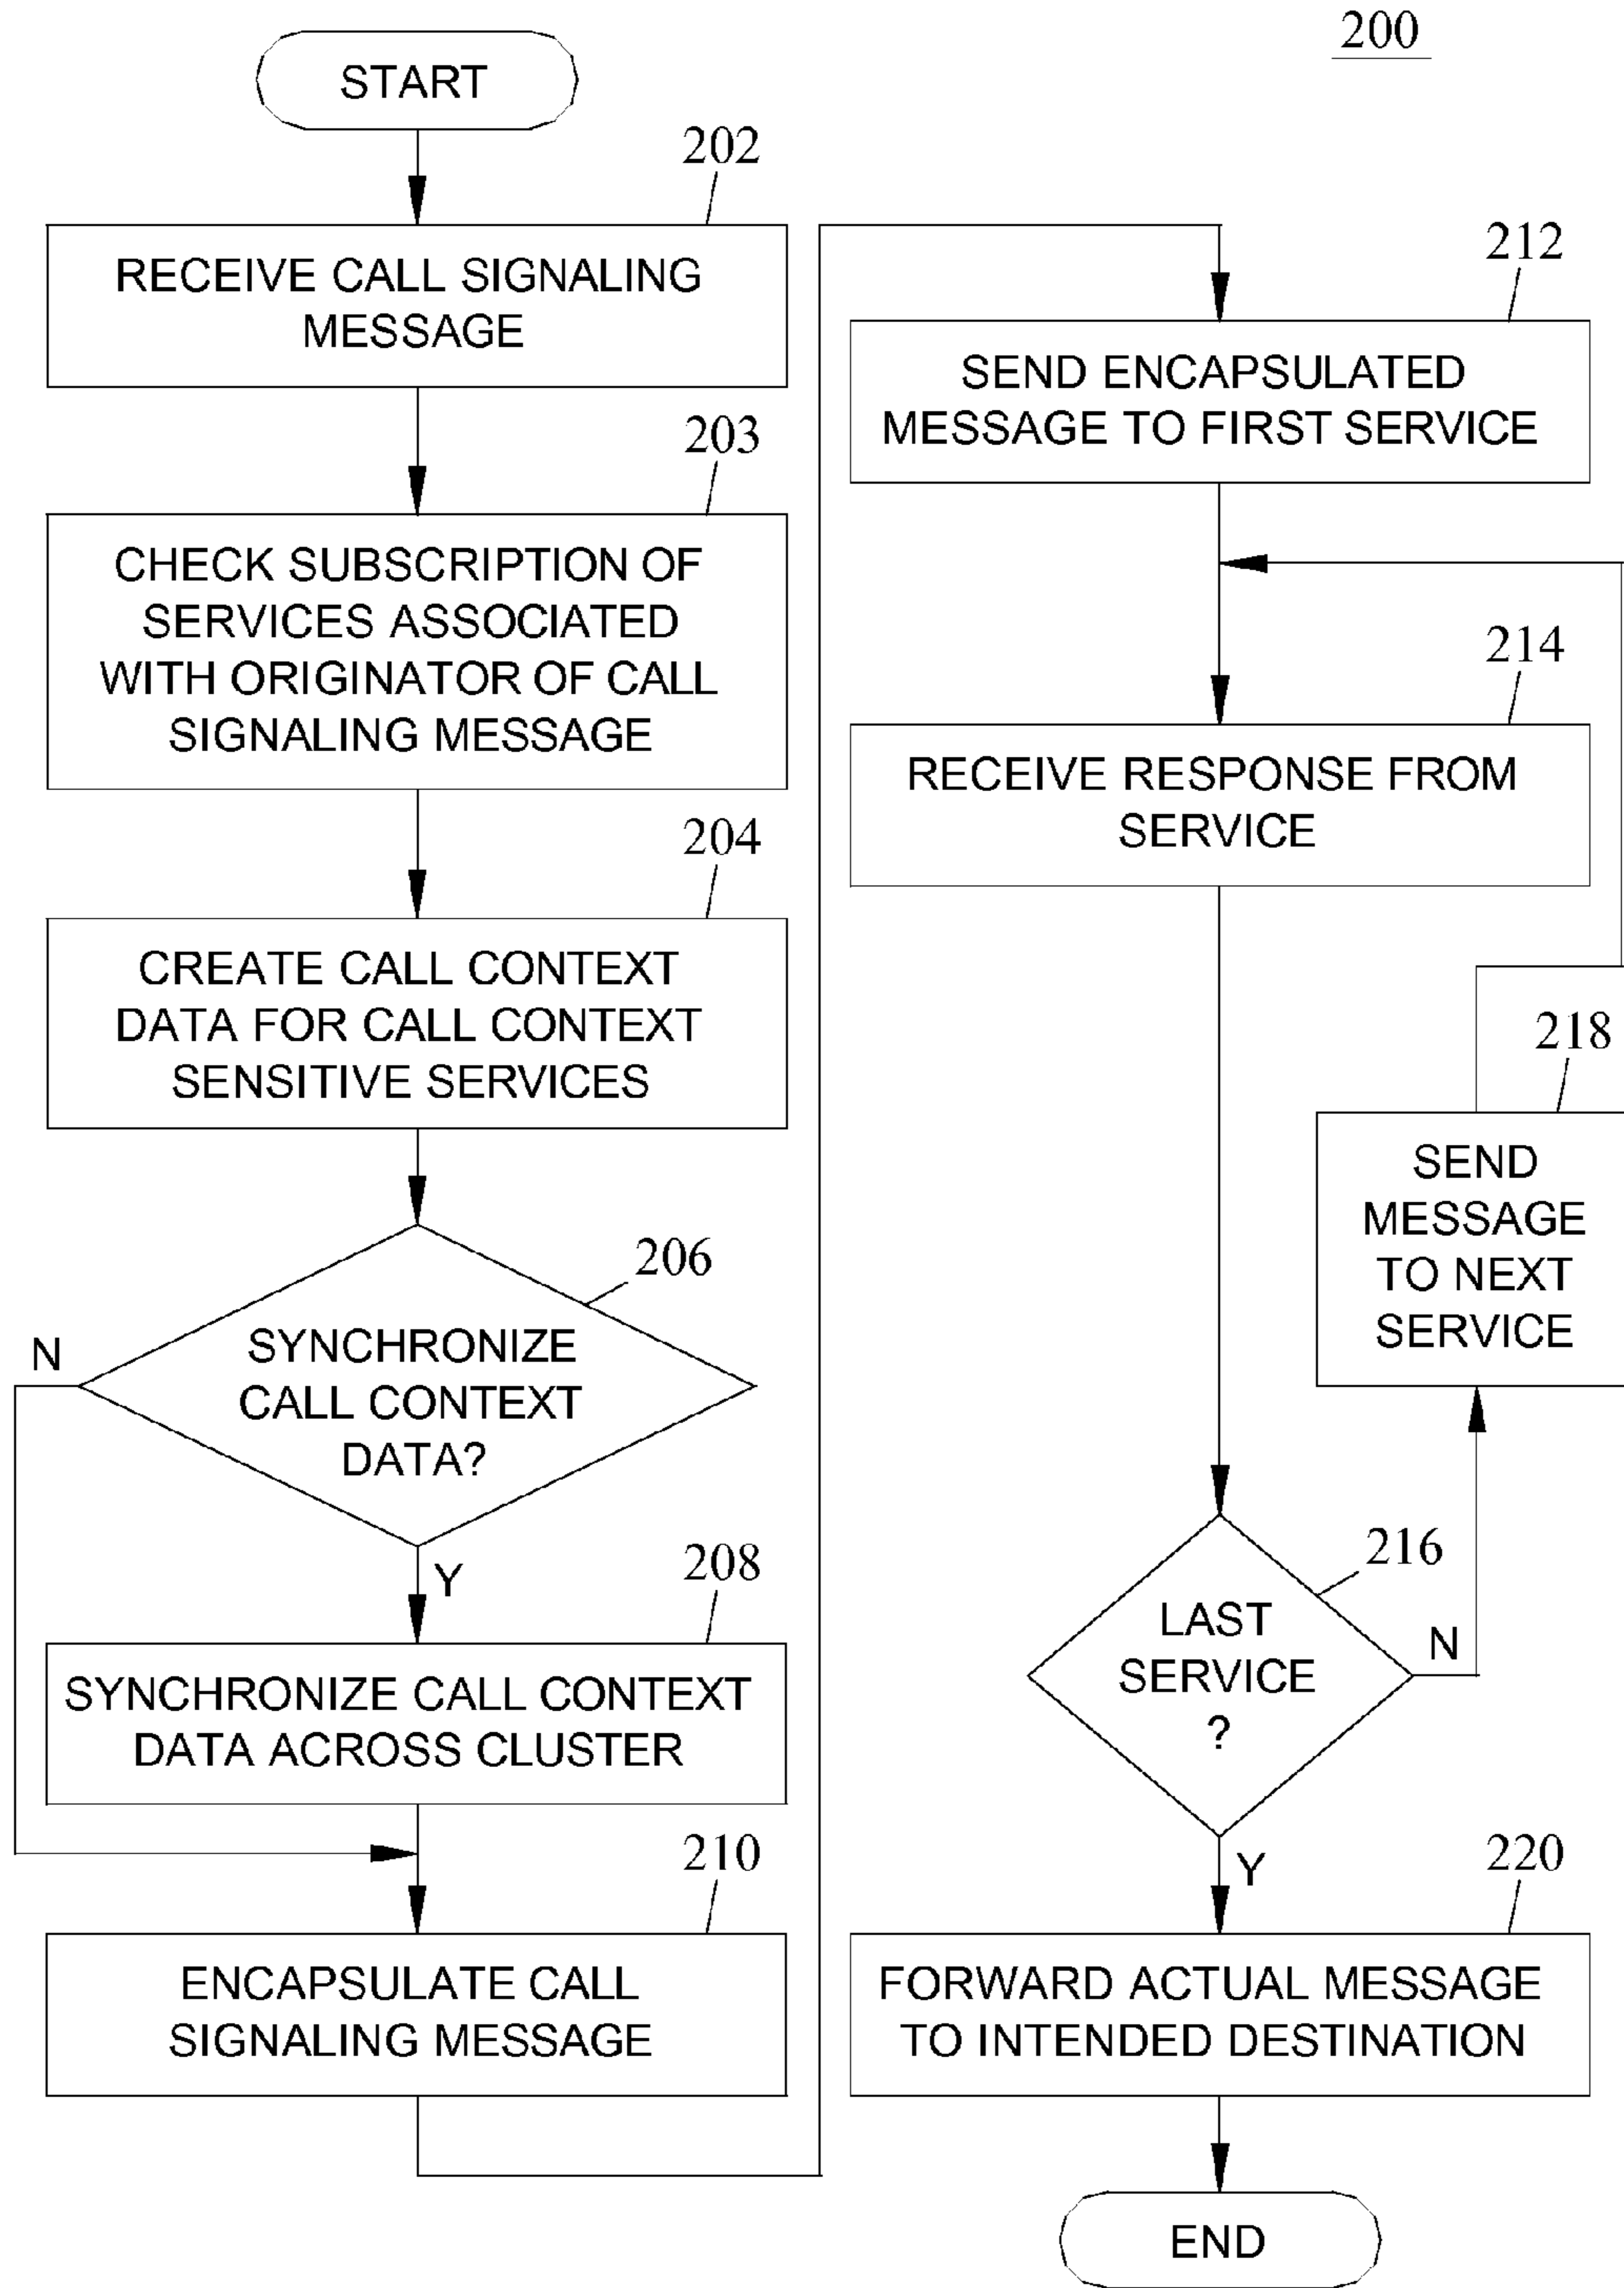 200
START
202
RECEIVE CALL SIGNALING
MESSAGE
203
CHECK SUBSCRIPTION OF
SERVICES ASSOCIATED
WITH ORIGINATOR OF CALL
SIGNALING MESSAGE
204
CREATE CALL CONTEXT
DATA FOR CALL CONTEXT
SENSITIVE SERVICES
206
SYNCHRONIZE
CALL CONTEXT
DATA?
N
Y
208
SYNCHRONIZE CALL CONTEXT
DATA ACROSS CLUSTER
210
ENCAPSULATE CALL
SIGNALING MESSAGE
212
SEND ENCAPSULATED
MESSAGE TO FIRST SERVICE
214
RECEIVE RESPONSE FROM
SERVICE
218
SEND
MESSAGE
TO NEXT
SERVICE
216
LAST
SERVICE
?
N
Y
220
FORWARD ACTUAL MESSAGE
TO INTENDED DESTINATION
END